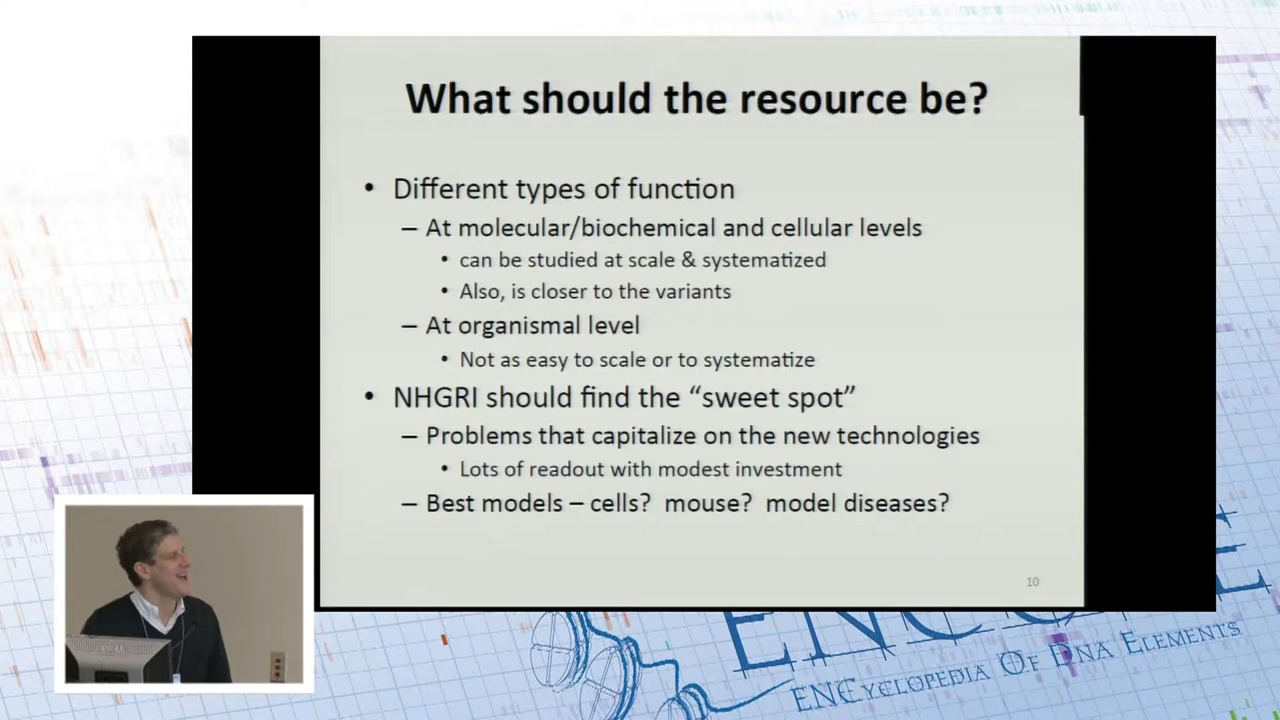 What should the resource be?
• Different types of function
– At molecular/biochemical and cellular levels
• can be studied at scale & systematized
• Also, is closer to the variants
– At organismal level
• Not as easy to scale or to systematize
• NHGRI should find the “sweet spot”
– Problems that capitalize on the new technologies
• Lots of readout with modest investment
– Best models – cells? mouse? model diseases?
10
ENCyclopedia Of DNA Elements